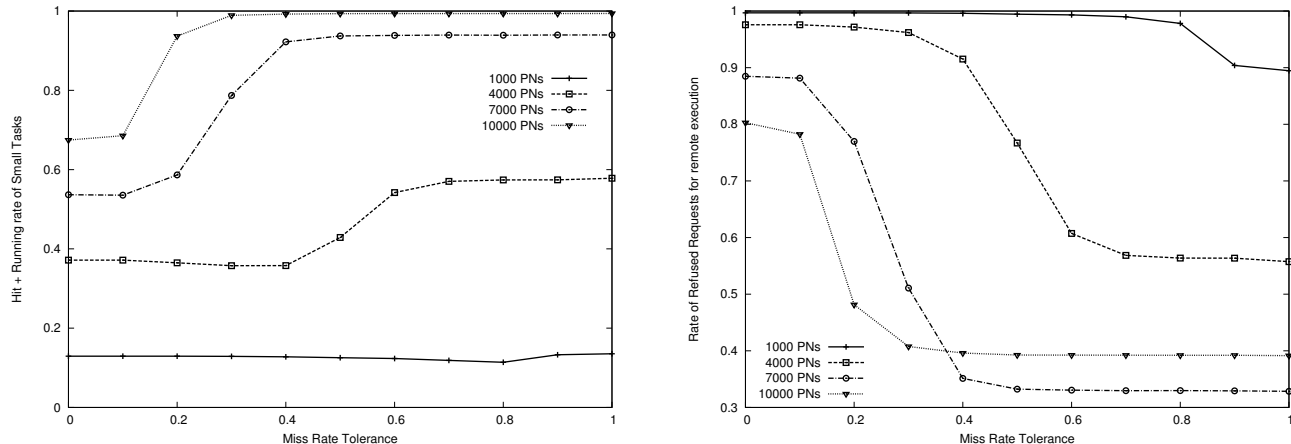 1
0.8
0.6
0.4
0.2
0
Hit + Running rate of Small Tasks
1000 PNs
4000 PNs
7000 PNs
10000 PNs
0 0.2 0.4 0.6 0.8 1
Miss Rate Tolerance
1
0.9
0.8
0.7
0.6
0.5
0.4
0.3
Rate of Refused Requests for remote execution
1000 PNs
4000 PNs
7000 PNs
10000 PNs
0 0.2 0.4 0.6 0.8 1
Miss Rate Tolerance